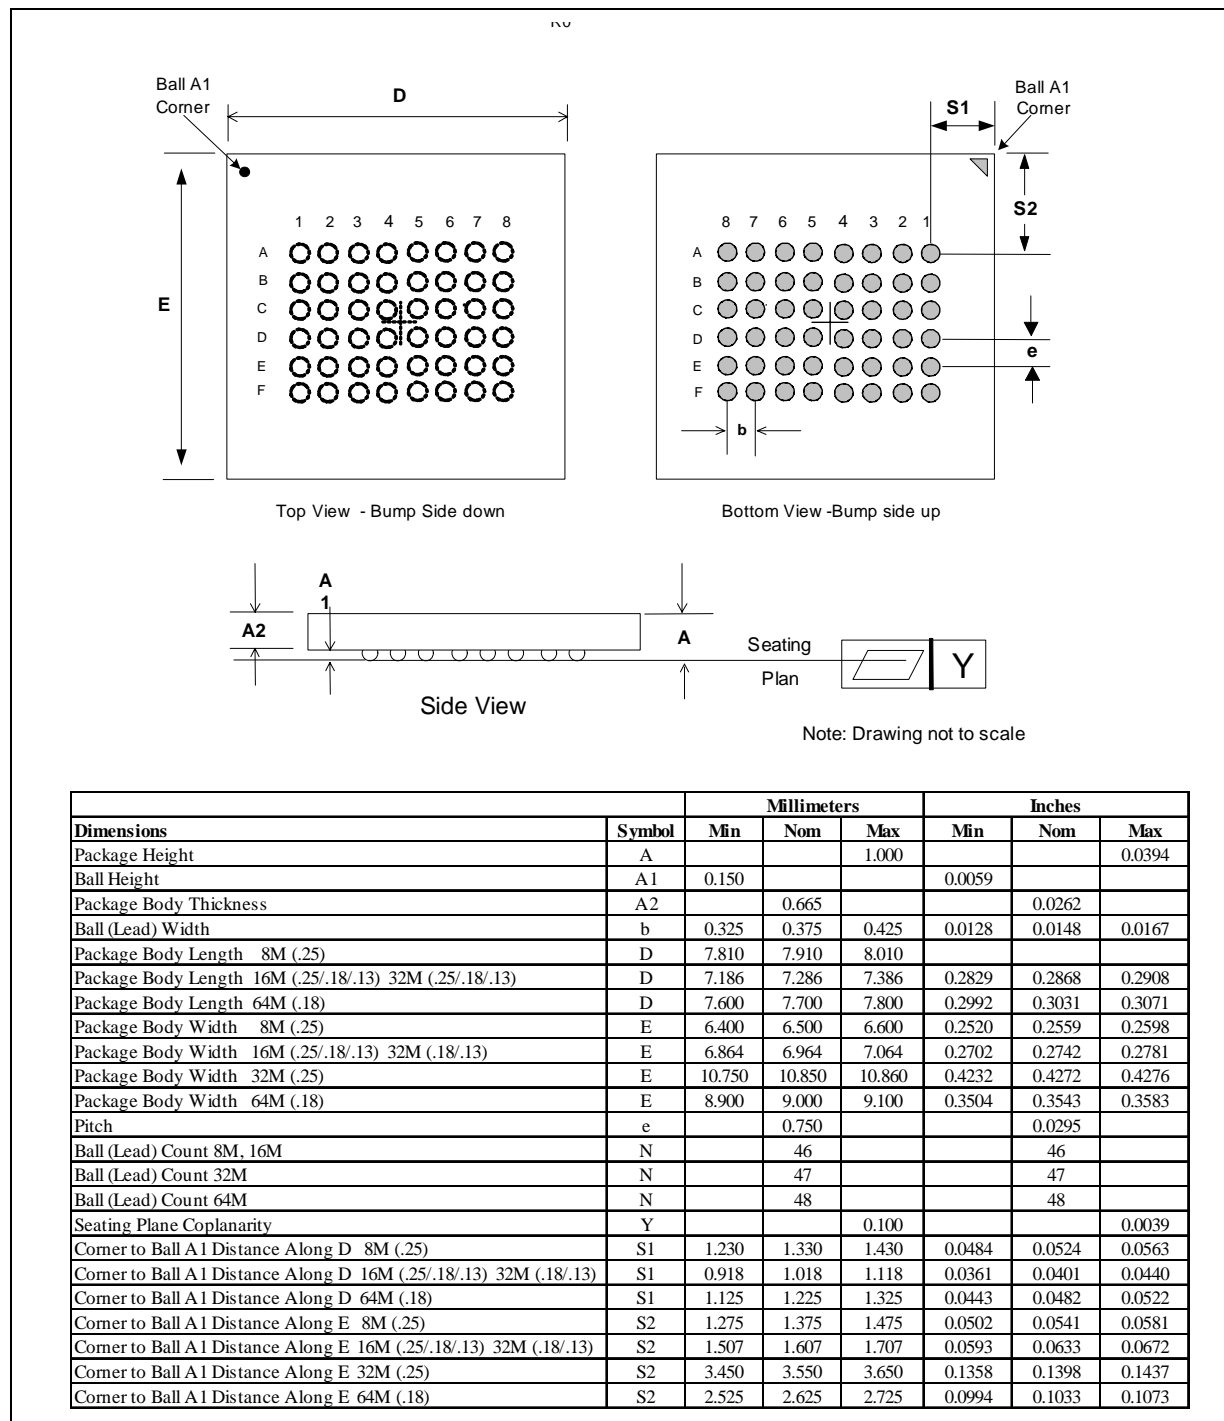 Ball A1
Corner
D
E
1 2 3 4 5 6 7 8
A
B
C
D
E
F
Top View - Bump Side down
Ball A1
Corner
S1
S2
e
8 7 6 5 4 3 2 1
A
B
C
D
E
F
b
Bottom View -Bump side up
A
1
A2
A
Side View
Seating
Plan
Y
Note: Drawing not to scale
Millimeters Inches
Dimensions Symbol Min Nom Max Min Nom Max
Package Height A 1.000 0.0394
Ball Height A1 0.150 0.0059
Package Body Thickness A2 0.665 0.0262
Ball (Lead) Width b 0.325 0.375 0.425 0.0128 0.0148 0.0167
Package Body Length 8M (.25) D 7.810 7.910 8.010
Package Body Length 16M (.25/.18/.13) 32M (.25/.18/.13) D 7.186 7.286 7.386 0.2829 0.2868 0.2908
Package Body Length 64M (.18) D 7.600 7.700 7.800 0.2992 0.3031 0.3071
Package Body Width 8M (.25) E 6.400 6.500 6.600 0.2520 0.2559 0.2598
Package Body Width 16M (.25/.18/.13) 32M (.18/.13) E 6.864 6.964 7.064 0.2702 0.2742 0.2781
Package Body Width 32M (.25) E 10.750 10.850 10.860 0.4232 0.4272 0.4276
Package Body Width 64M (.18) E 8.900 9.000 9.100 0.3504 0.3543 0.3583
Pitch e 0.750 0.0295
Ball (Lead) Count 8M, 16M N 46 46
Ball (Lead) Count 32M N 47 47
Ball (Lead) Count 64M N 48 48
Seating Plane Coplanarity Y 0.100 0.0039
Corner to Ball A1 Distance Along D 8M (.25) S1 1.230 1.330 1.430 0.0484 0.0524 0.0563
Corner to Ball A1 Distance Along D 16M (.25/.18/.13) 32M (.18/.13) S1 0.918 1.018 1.118 0.0361 0.0401 0.0440
Corner to Ball A1 Distance Along D 64M (.18) S1 1.125 1.225 1.325 0.0443 0.0482 0.0522
Corner to Ball A1 Distance Along E 8M (.25) S2 1.275 1.375 1.475 0.0502 0.0541 0.0581
Corner to Ball A1 Distance Along E 16M (.25/.18/.13) 32M (.18/.13) S2 1.507 1.607 1.707 0.0593 0.0633 0.0672
Corner to Ball A1 Distance Along E 32M (.25) S2 3.450 3.550 3.650 0.1358 0.1398 0.1437
Corner to Ball A1 Distance Along E 64M (.18) S2 2.525 2.625 2.725 0.0994 0.1033 0.1073